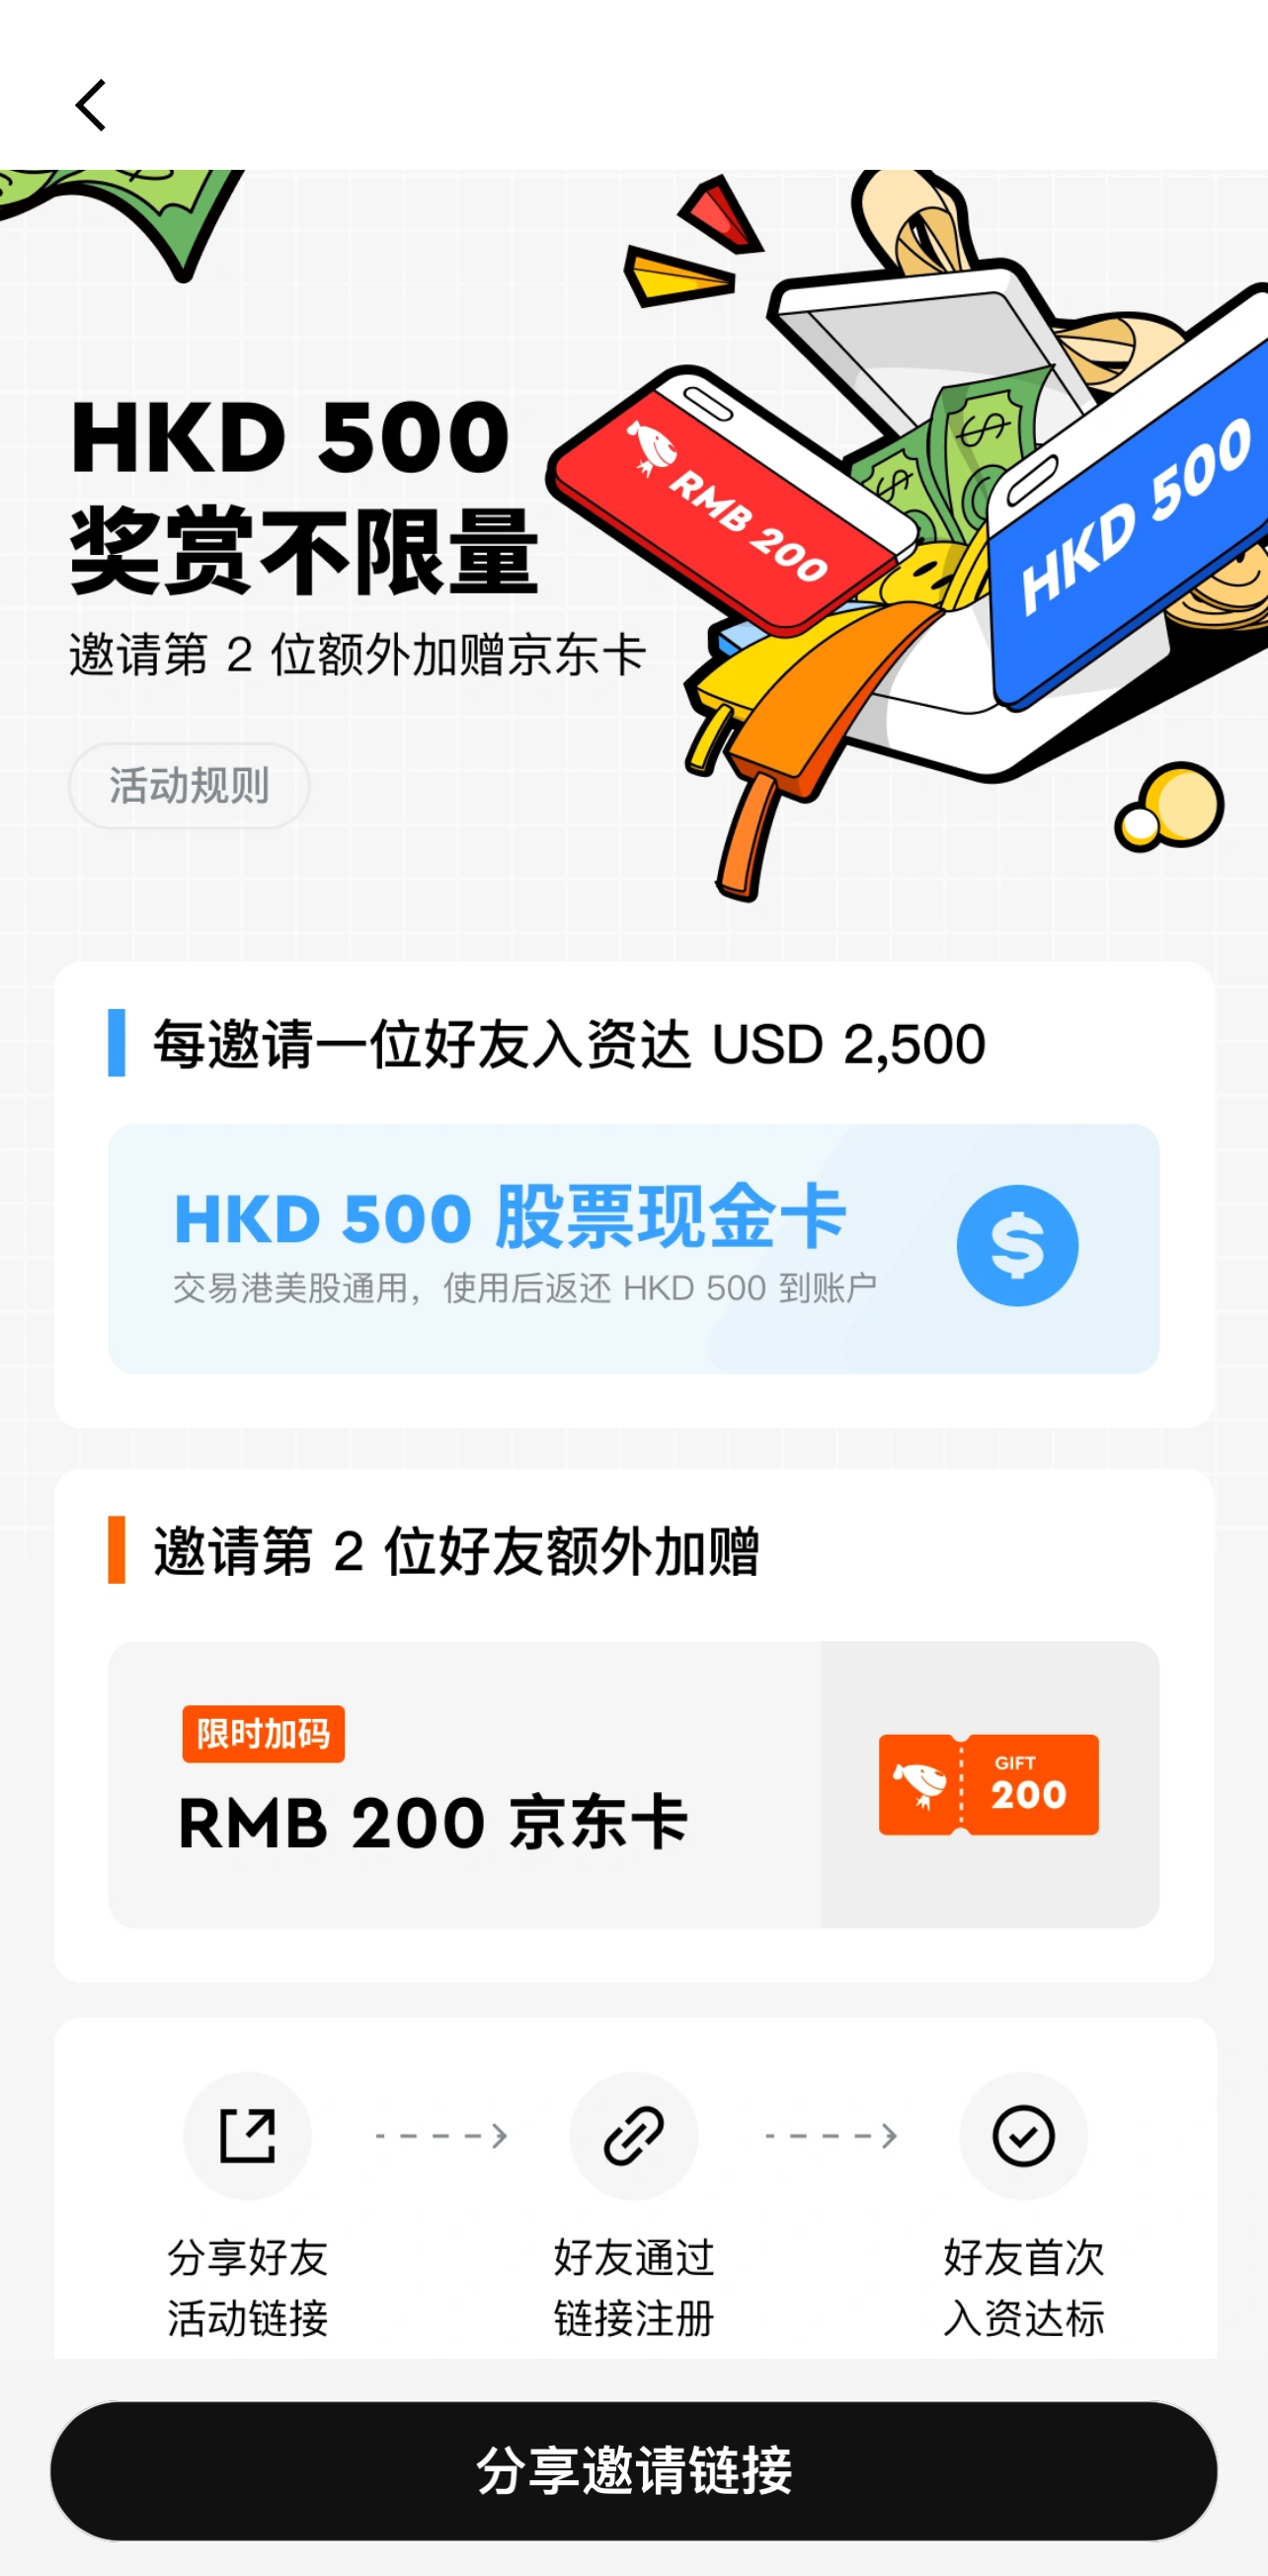 HKD 500
奖赏不限量
邀请第 2 位额外加赠京东卡
活动规则
RMB 200
HKD 500
每邀请一位好友入资达 USD 2,500
HKD 500 股票现金卡
交易港美股通用，使用后返还 HKD 500 到账户
邀请第 2 位好友额外加赠
限时加码
RMB 200 京东卡
GIFT
200
分享好友
活动链接
好友通过
链接注册
好友首次
入资达标
分享邀请链接